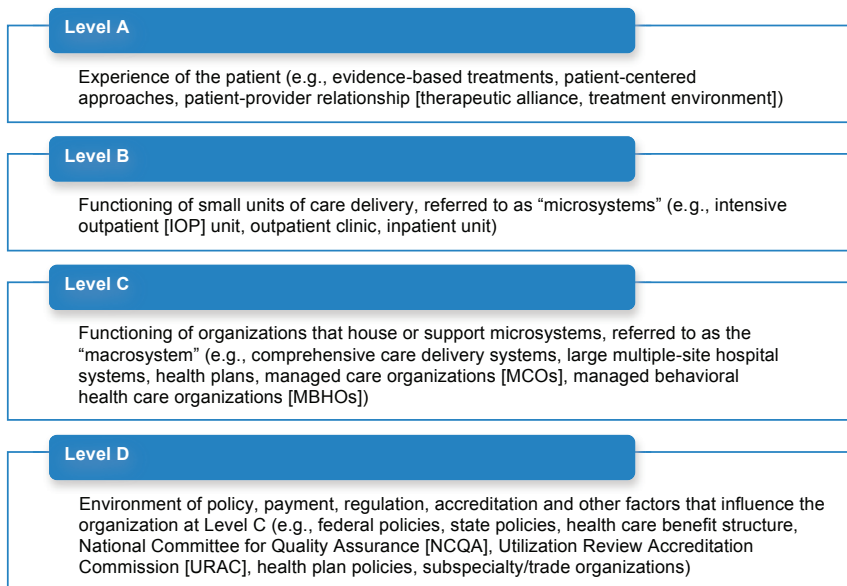 Level A
Experience of the patient (e.g., evidence-based treatments, patient-centered
approaches, patient-provider relationship [therapeutic alliance, treatment environment])
Level B
Functioning of small units of care delivery, referred to as “microsystems” (e.g., intensive
outpatient [IOP] unit, outpatient clinic, inpatient unit)
Level C
Functioning of organizations that house or support microsystems, referred to as the
“macrosystem” (e.g., comprehensive care delivery systems, large multiple-site hospital
systems, health plans, managed care organizations [MCOs], managed behavioral
health care organizations [MBHOs])
Level D
Environment of policy, payment, regulation, accreditation and other factors that influence the
organization at Level C (e.g., federal policies, state policies, health care benefit structure,
National Committee for Quality Assurance [NCQA], Utilization Review Accreditation
Commission [URAC], health plan policies, subspecialty/trade organizations)